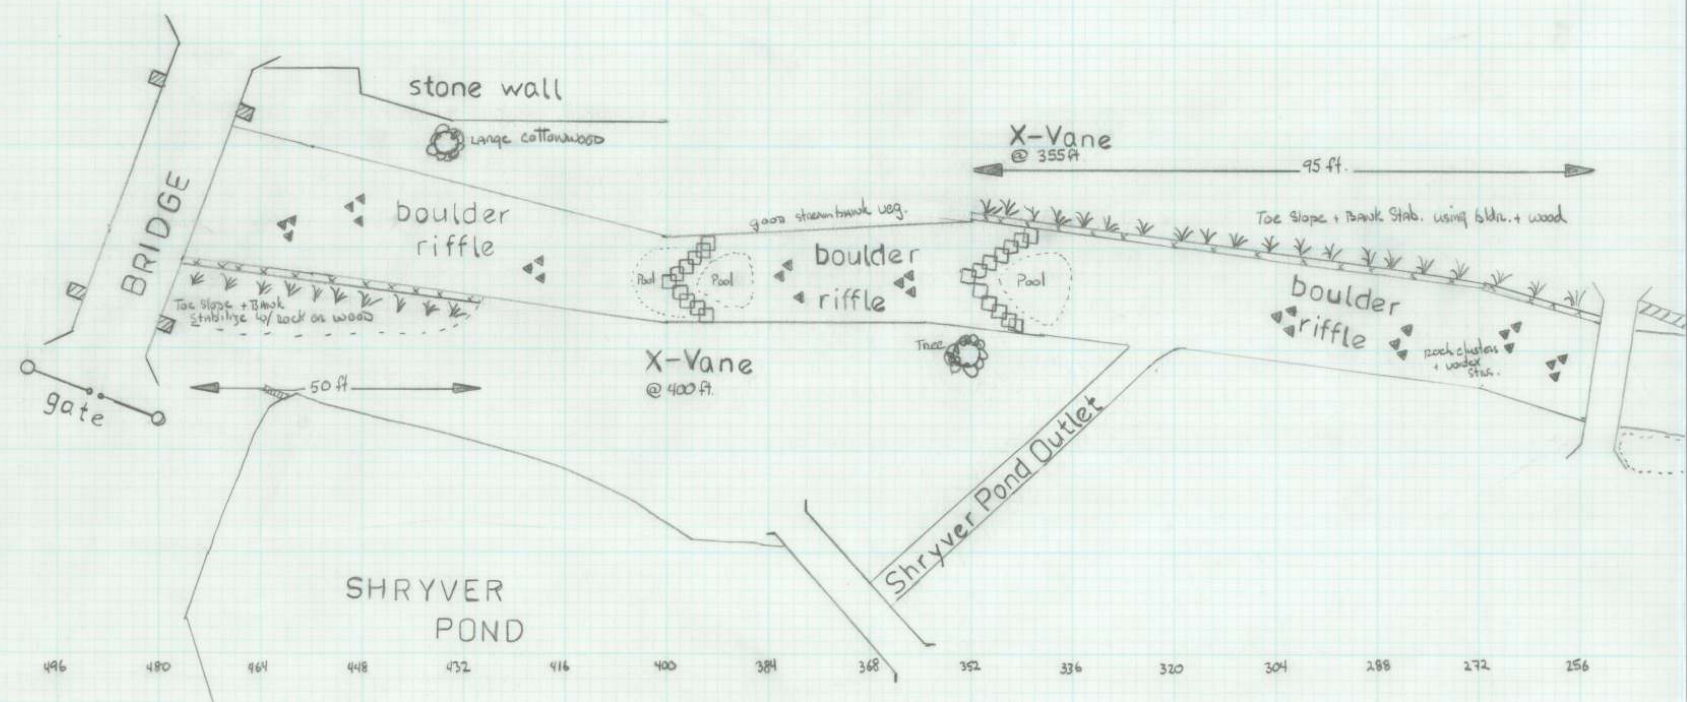 stone wall
LARGE cottonwood
X-Vane
@ 355ft
95 ft.
BRIDGE
boulder
riffle
good streambank veg.
Toe Slope + Bank Stab. using bldr. + wood
Pool
Pool
boulder
riffle
Pool
boulder
riffle
Toe Slope + Bank
Stabilize w/ rock or wood
Rock clusters
+
Stas.
Tree
X-Vane
@ 400ft.
50 ft
gate
Shryver Pond Outlet
SHRYVER
POND
496 480 464 448 432 416 400 384 368 352 336 320 304 288 272 256